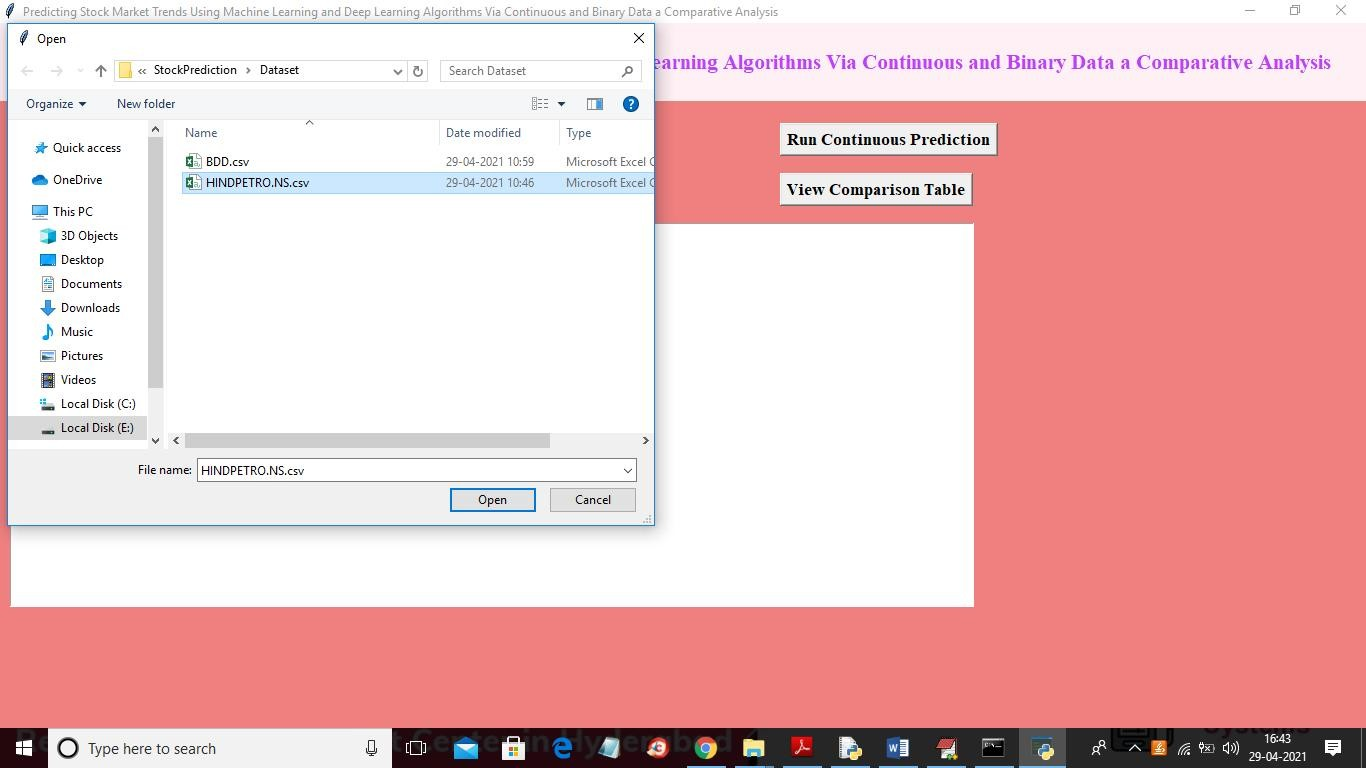 Predicting Stock Market Trends Using Machine Learning and Deep Learning Algorithms Via Continuous and Binary Data a Comparative Analysis
Open
earning Algorithms Via Continuous and Binary Data a Comparative Analysis
« StockPrediction > Dataset
Search Dataset
Organize
New folder
Run Continuous Prediction
View Comparison Table
Name
Date modified
Type
BDD.csv
29-04-2021 10:59
Microsoft Excel C
HINDPETRO.NS.csv
29-04-2021 10:46
Microsoft Excel C
Quick access
OneDrive
This PC
3D Objects
Desktop
Documents
Downloads
Music
Pictures
Videos
Local Disk (C:)
Local Disk (E:)
File name:
HINDPETRO.NS.csv
Open
Cancel
Type here to search
Systems
16:43
29-04-2021